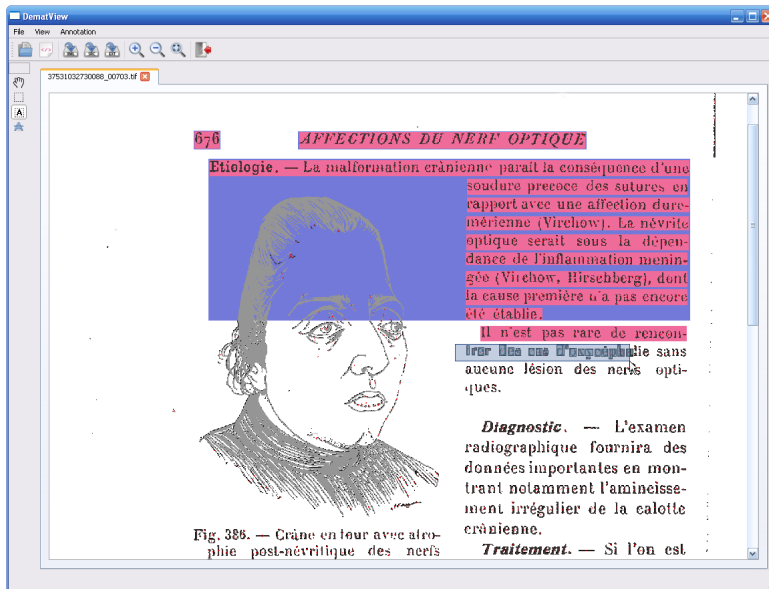 DematView
File View Annotation
37531032730088_00703.tif
A
676 AFFECTIONS DU NERF OPTIQUE
Etiologie. — La malformation crânienne paraît la conséquence d'une
soudure precoce des sutures en
rapport avec une affection dure-
mérienne (Virchow). La névrite
optique serait sous la dépen-
dance de l'inflammation menin-
gée (Virchow, Hirschberg), dont
la cause première n'a pas encore
été établie.
Il n'est pas rare de rencon-
trer des cas d'oxycéphalie sans
aucune lésion des nerfs opti-
ques.
Diagnostic. — L'examen
radiographique fournira des
données importantes en mon-
trant notamment l'amincisse-
ment irrégulier de la calotte
crânienne.
Traitement. — Si l'on est
Fig. 386. — Crâne en tour avec atro-
phie post-névritique des nerfs